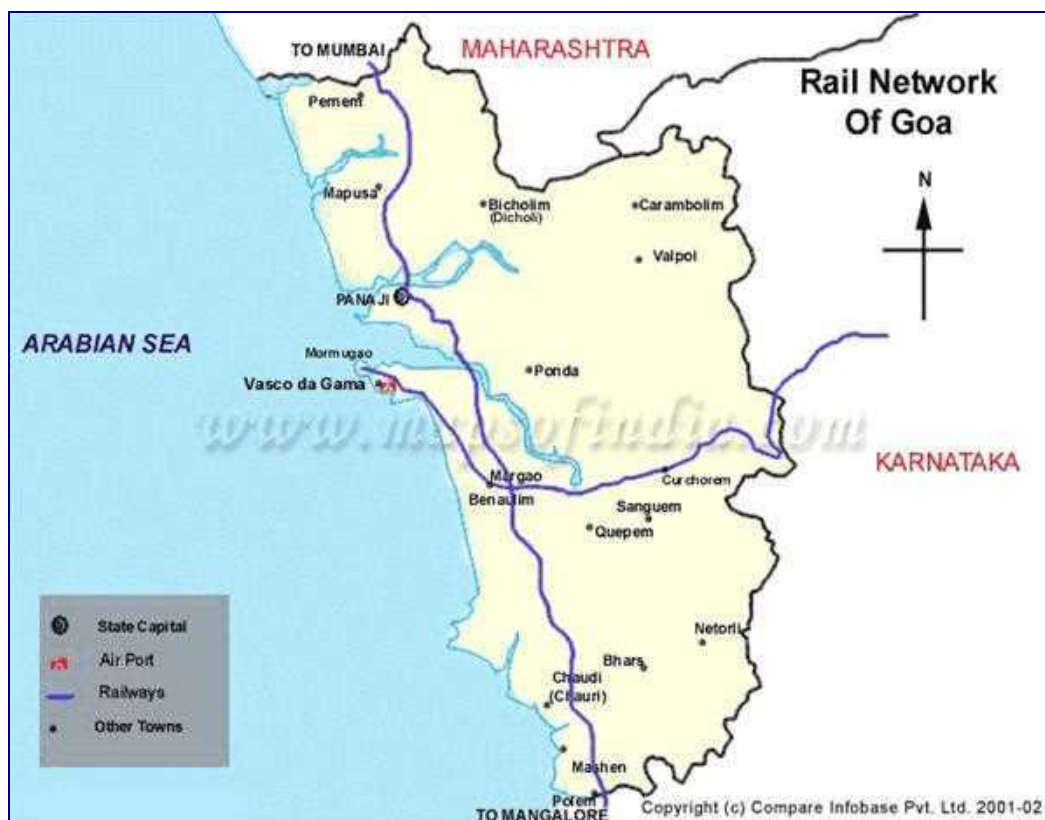 TO MUMBAI
MAHARASHTRA
Rail Network
Of Goa
N
Pernem
Mapusa
Bicholim
(Dicholi)
Carambolim
Valpoi
PANAJI
ARABIAN SEA
Mormugao
Ponda
Vasco da Gama
www.mapsofindia.com
KARNATAKA
Margao
Benaulim
Curchorem
Sanguem
Quepem
State Capital
Air Port
Railways
Other Towns
Netorli
Bhars
Chaudi
(Chauri)
Mashen
Polem
TO MANGALORE
Copyright (c) Compare Infobase Pvt. Ltd. 2001-02